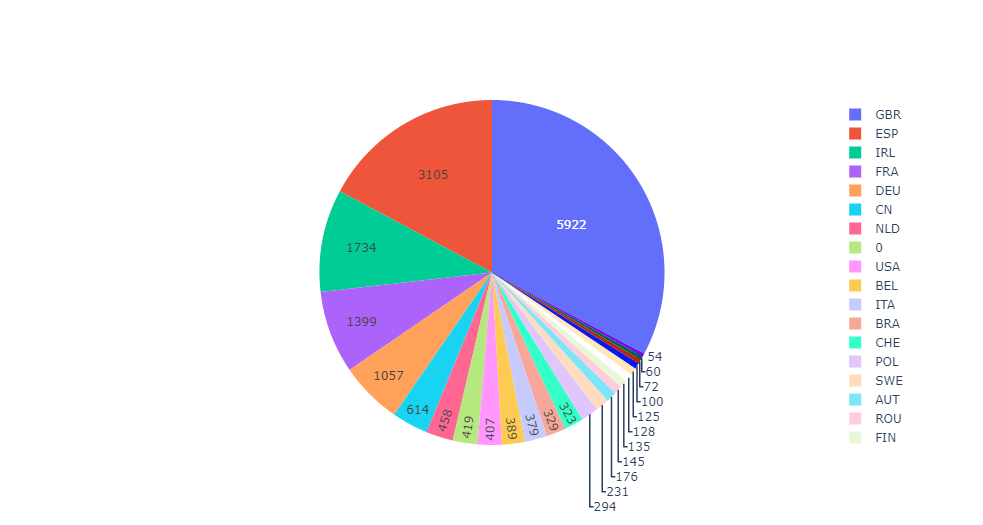 5922
3105
1734
1399
1057
614
458
419
407
389
379
329
323
54
60
72
100
125
128
135
145
176
231
294
GBR
ESP
IRL
FRA
DEU
CN
NLD
0
USA
BEL
ITA
BRA
CHE
POL
SWE
AUT
ROU
FIN